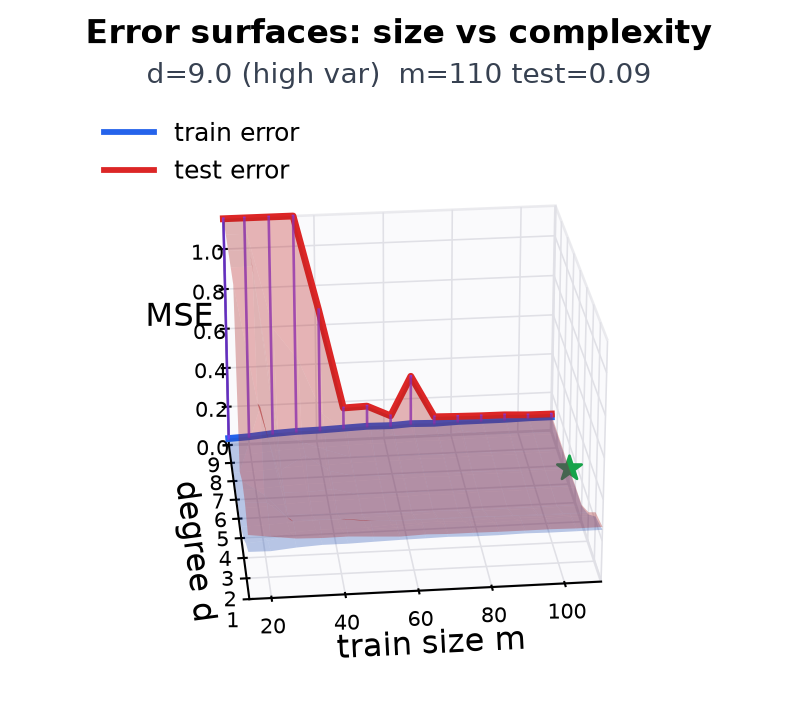 Error surfaces: size vs complexity
d=9.0 (high var)  m=110 test=0.09
train error
test error
1.0
0.8
MSE
0.6
0.4
0.2
0.0
9
8
7
6
5
4
3
2
1
degree d
20
40
60
80
100
train size m